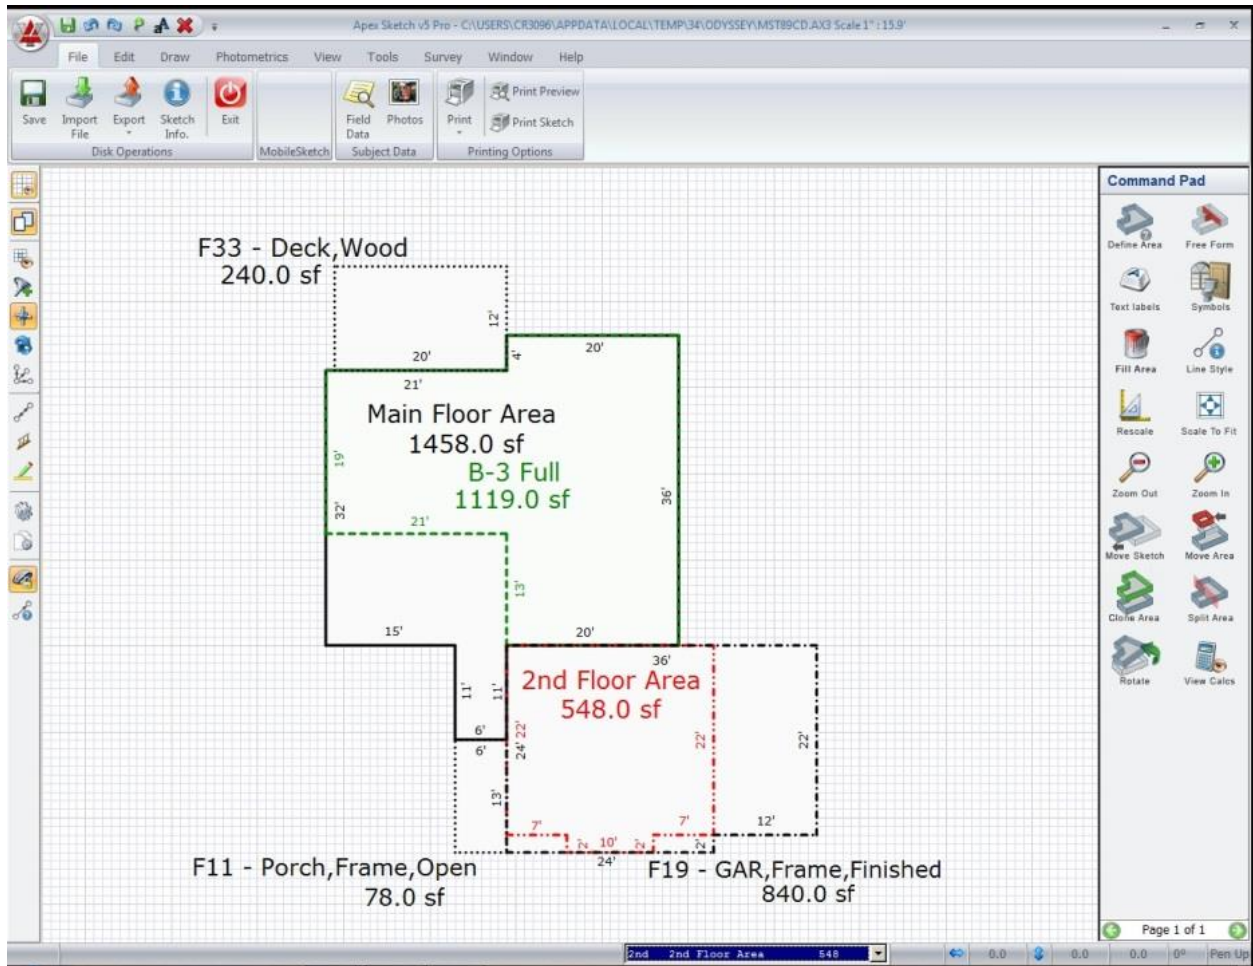 Apex Sketch v5 Pro - C:\USERS\CR3096\APPDATA\LOCAL\TEMP\34\ODYSSEY\MST89CD.AX3 Scale 1" : 15.9'
File Edit Draw Photometrics View Tools Survey Window Help
Save
Import File
Export
Sketch Info.
Exit
Field Data
Photos
Print
Print Preview
Print Sketch
Disk Operations
MobileSketch
Subject Data
Printing Options
Command Pad
Define Area
Free Form
Text labels
Symbols
Fill Area
Line Style
Rescale
Scale To Fit
Zoom Out
Zoom In
Move Sketch
Move Area
Clone Area
Split Area
Rotate
View Calcs
Page 1 of 1
F33 - Deck,Wood
240.0 sf
12'
20'
4'
20'
21'
Main Floor Area
1458.0 sf
B-3 Full
1119.0 sf
19'
32'
36'
21'
13'
15'
20'
36'
2nd Floor Area
548.0 sf
11'
11'
6'
6'
22'
24'
22'
22'
13'
7'
7'
12'
2'
10'
2'
2'
24'
F11 - Porch,Frame,Open
78.0 sf
F19 - GAR,Frame,Finished
840.0 sf
2nd 2nd Floor Area 548
0.0
0.0
0.0
0°
Pen Up